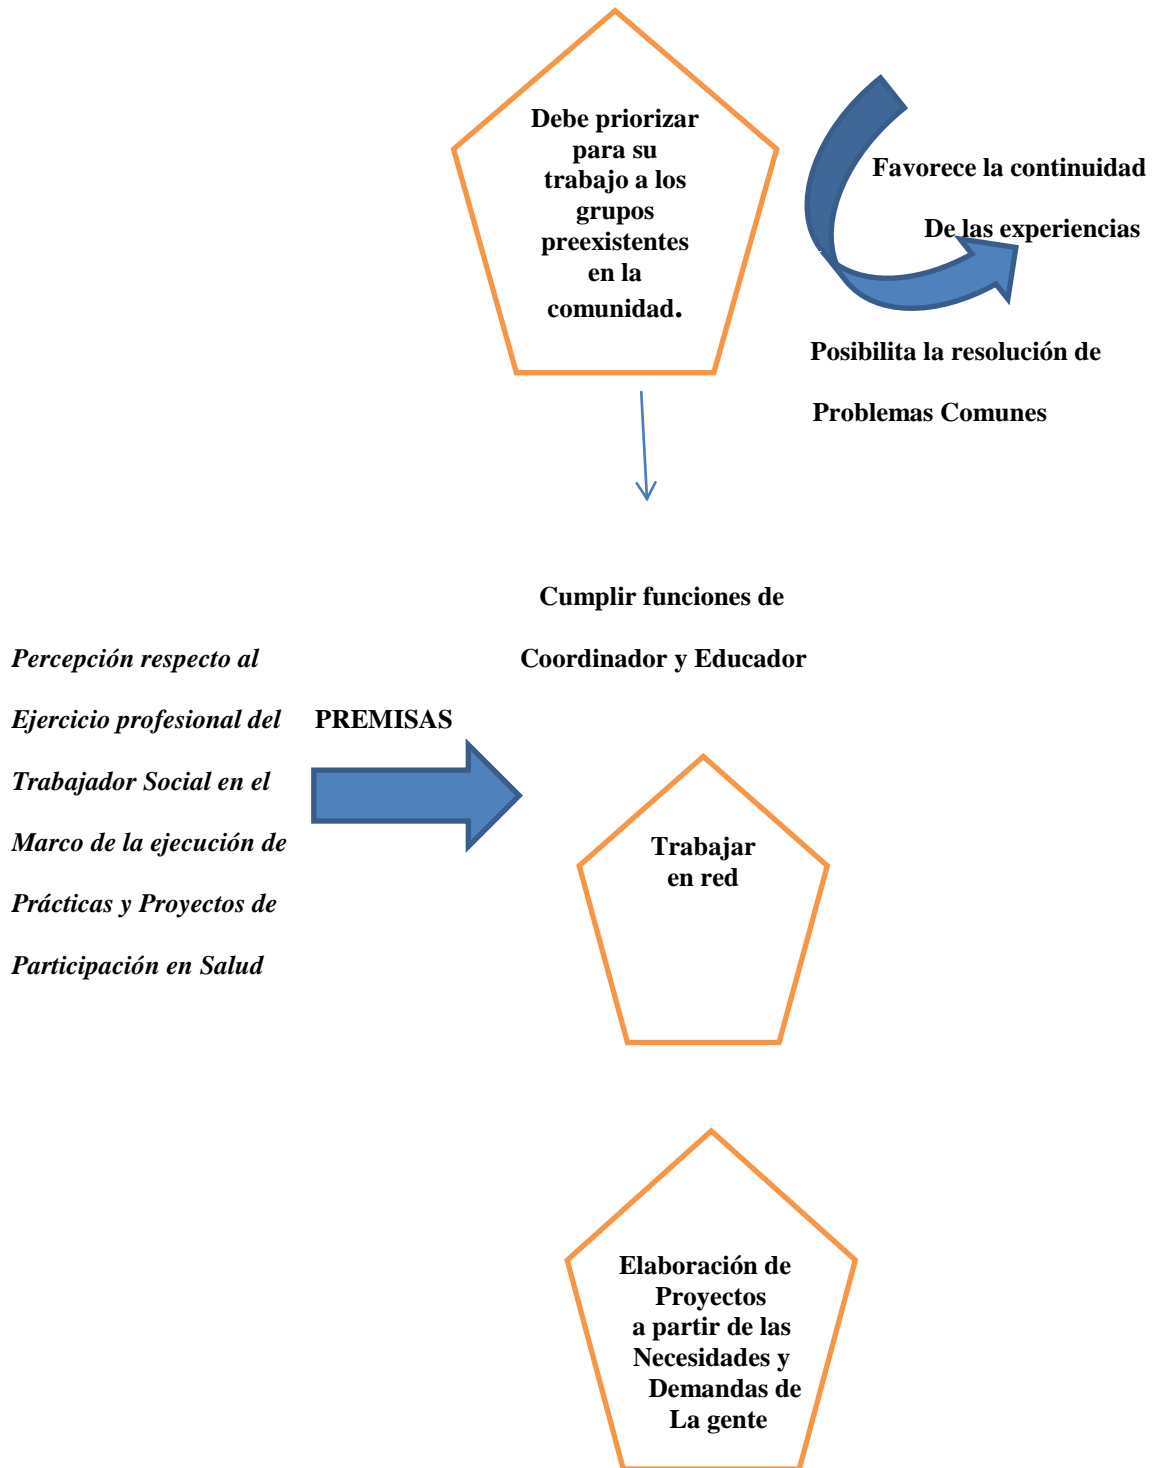 Debe priorizar
para su
trabajo a los
grupos
preexistentes
en la
comunidad.
Favorece la continuidad
De las experiencias
Posibilita la resolución de
Problemas Comunes
Cumplir funciones de
Coordinador y Educador
Percepción respecto al
Ejercicio profesional del
Trabajador Social en el
Marco de la ejecución de
Prácticas y Proyectos de
Participación en Salud
PREMISAS
Trabajar
en red
Elaboración de
Proyectos
a partir de las
Necesidades y
Demandas de
La gente